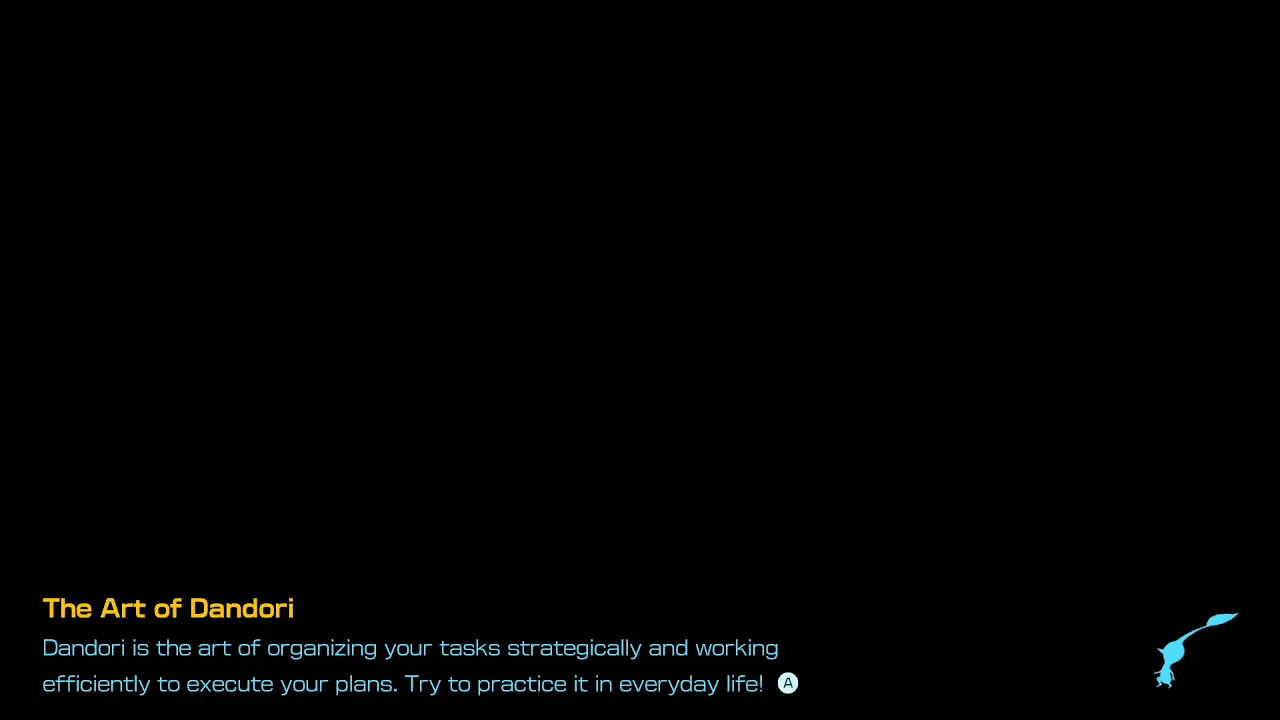 The Art of Dandori
Dandori is the art of organizing your tasks strategically and working
efficiently to execute your plans. Try to practice it in everyday life! A